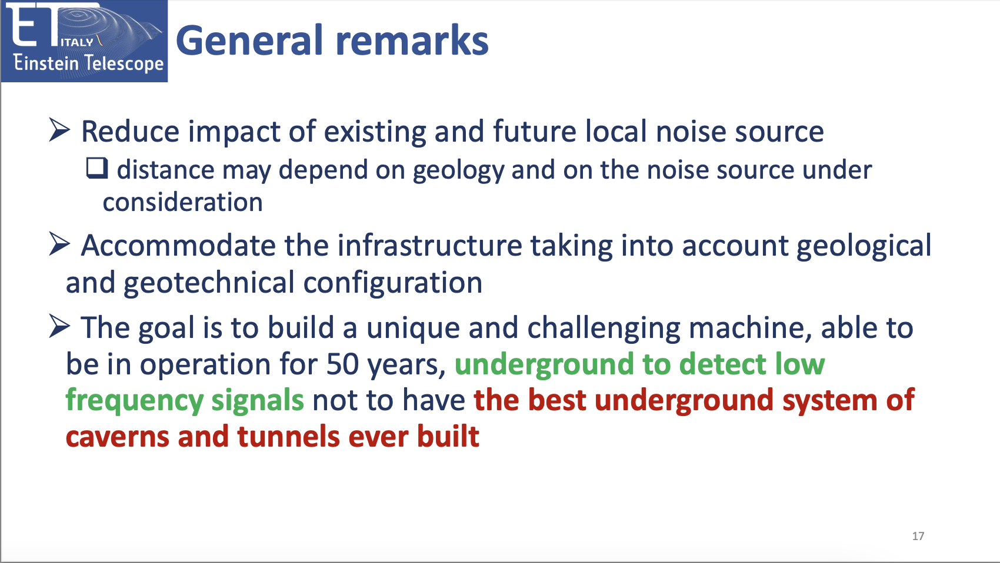 ET
ITALY
Einstein Telescope
General remarks
Reduce impact of existing and future local noise source
distance may depend on geology and on the noise source under
consideration
Accommodate the infrastructure taking into account geological
and geotechnical configuration
The goal is to build a unique and challenging machine, able to
be in operation for 50 years, underground to detect low
frequency signals not to have the best underground system of
caverns and tunnels ever built
17